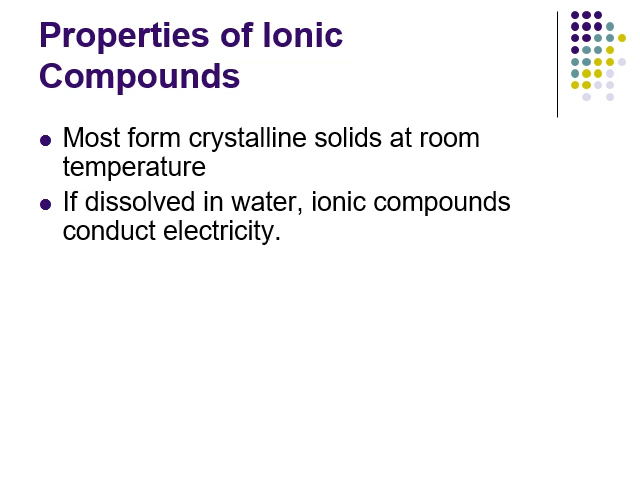 Properties of Ionic
Compounds
● Most form crystalline solids at room
temperature
● If dissolved in water, ionic compounds
conduct electricity.